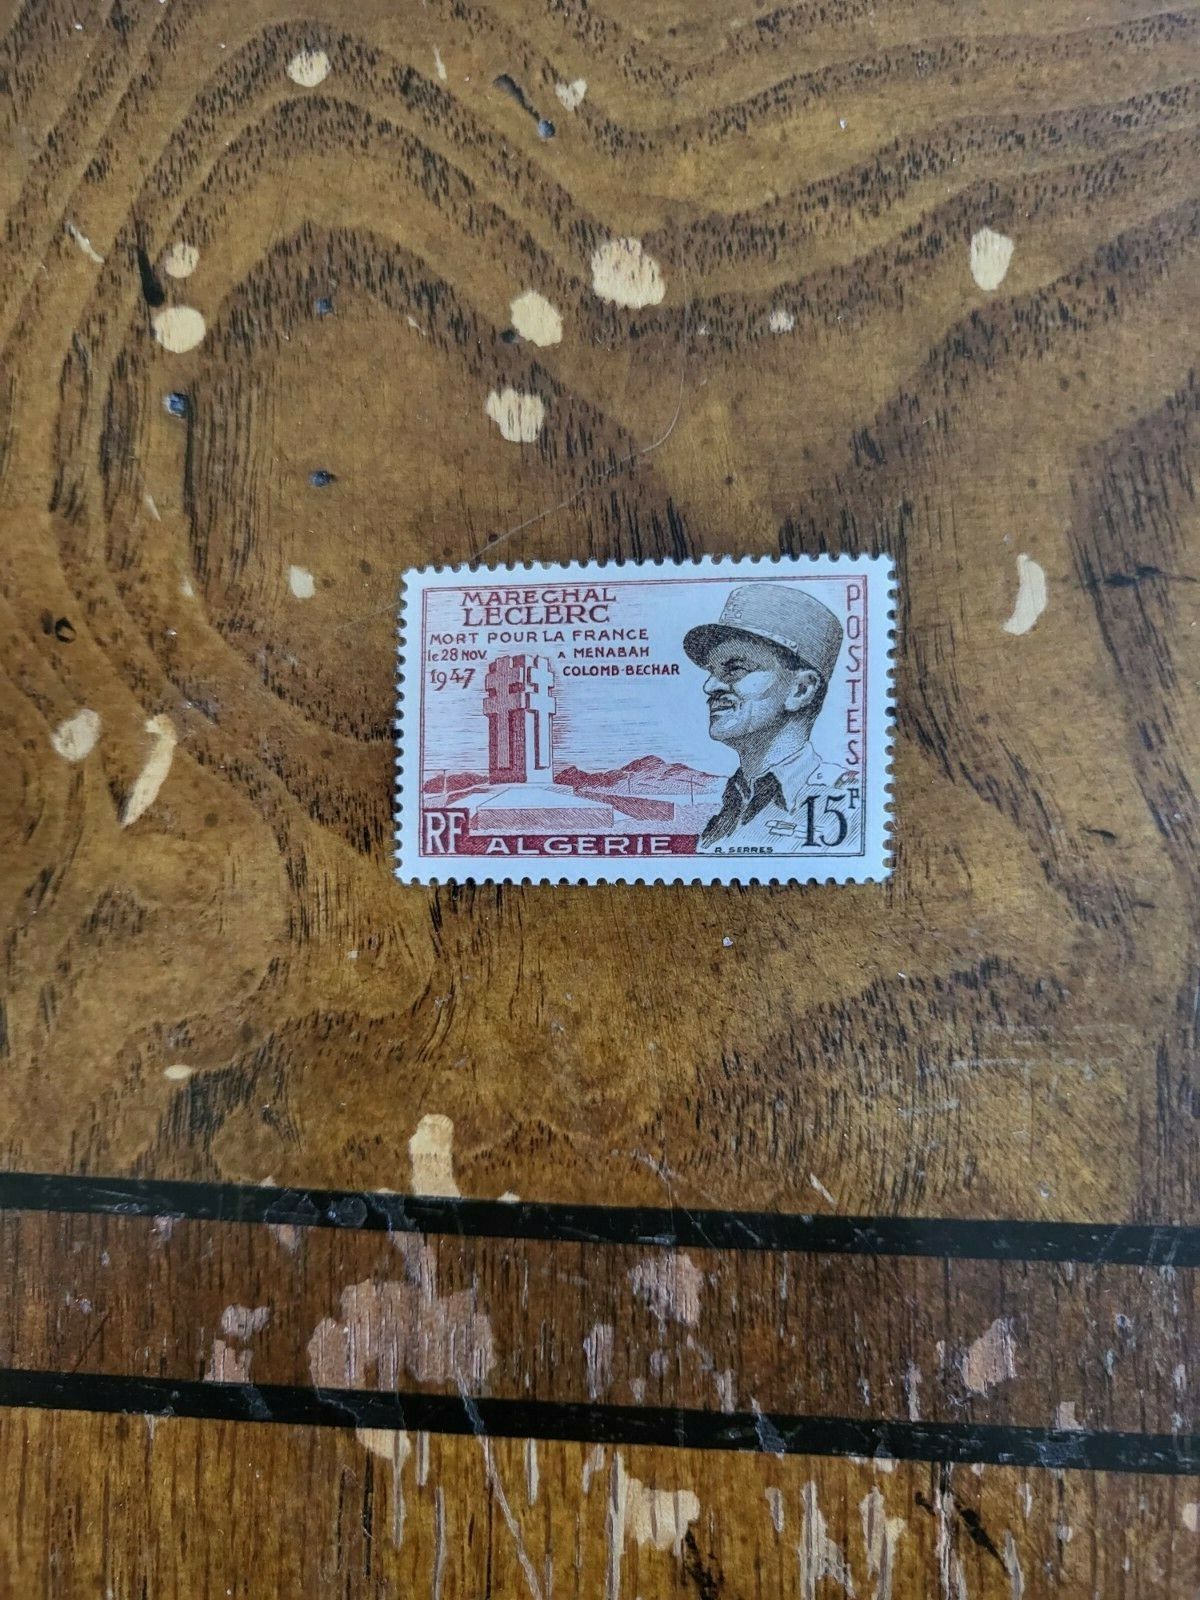 MARECHAL
LECLERC
MORT POUR LA FRANCE
le 28 NOV. A MENABAH
1947 COLOMB-BECHAR
POSTES
15F
RF ALGERIE
R. SERRES